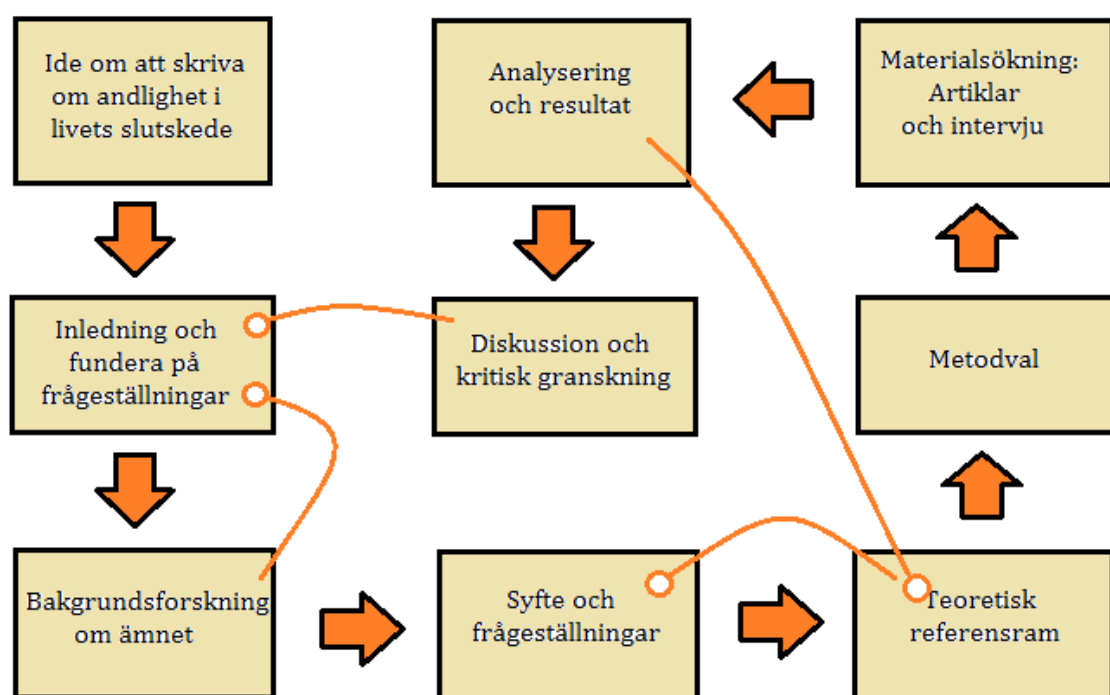 Ide om att skriva
om andlighet i
livets slutskede
Inledning och
fundera på
frågeställningar
Bakgrundsforskning
om ämnet
Syfte och
frågeställningar
Teoretisk
referensram
Metodval
Materialsökning:
Artiklar
och intervju
Analysering
och resultat
Diskussion och
kritisk granskning